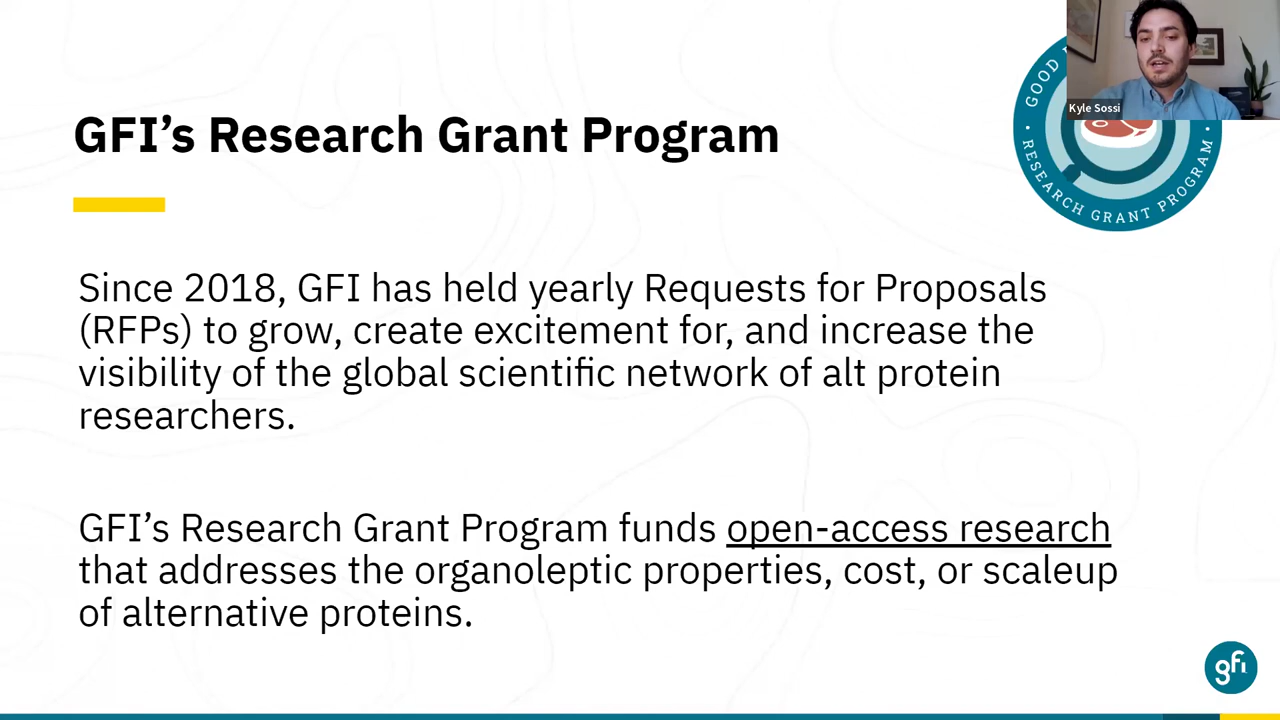 GFI’s Research Grant Program
Since 2018, GFI has held yearly Requests for Proposals
(RFPs) to grow, create excitement for, and increase the
visibility of the global scientific network of alt protein
researchers.
GFI’s Research Grant Program funds open-access research
that addresses the organoleptic properties, cost, or scaleup
of alternative proteins.
Kyle Sossi
GOOD
• RESEARCH GRANT PROGRAM •
gfi